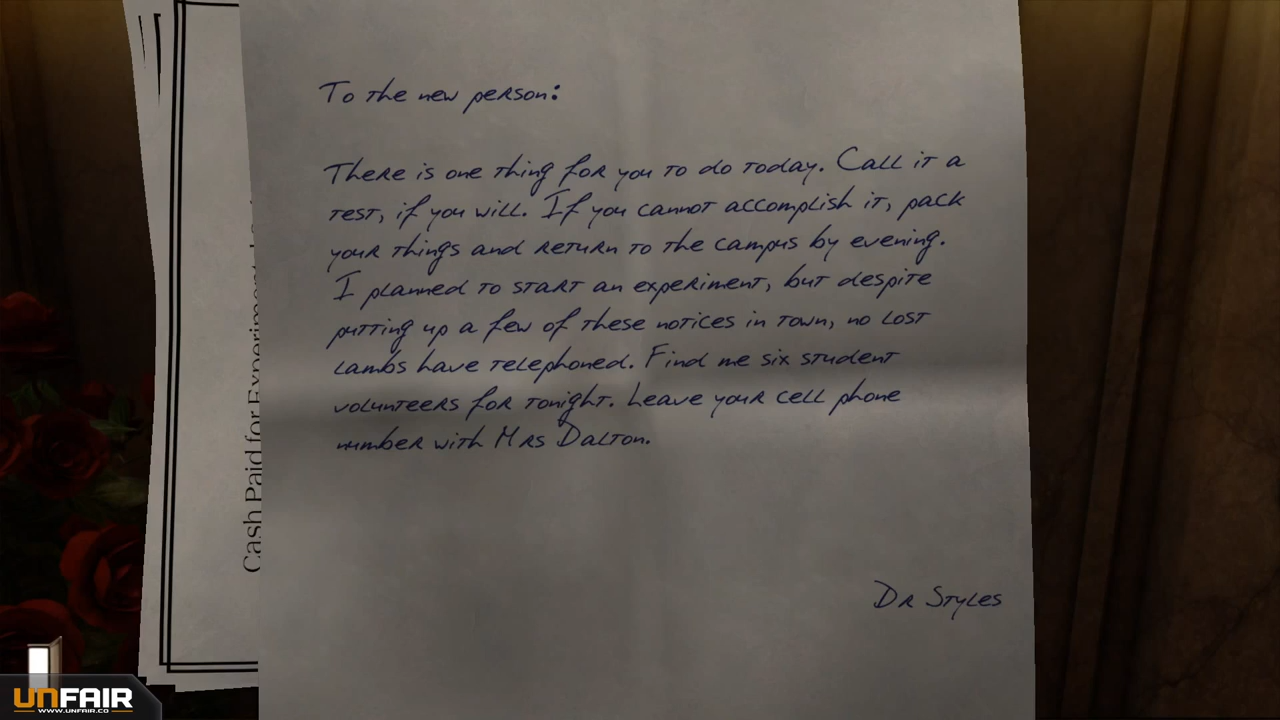 To the new person:
There is one thing for you to do today. Call it a
test, if you will. If you cannot accomplish it, pack
your things and return to the campus by evening.
I planned to start an experiment, but despite
putting up a few of these notices in town, no lost
lambs have telephoned. Find me six student
volunteers for tonight. Leave your cell phone
number with Mrs Dalton.
Dr Styles
Cash Paid for
UNFAIR
WWW.UNFAIR.CO